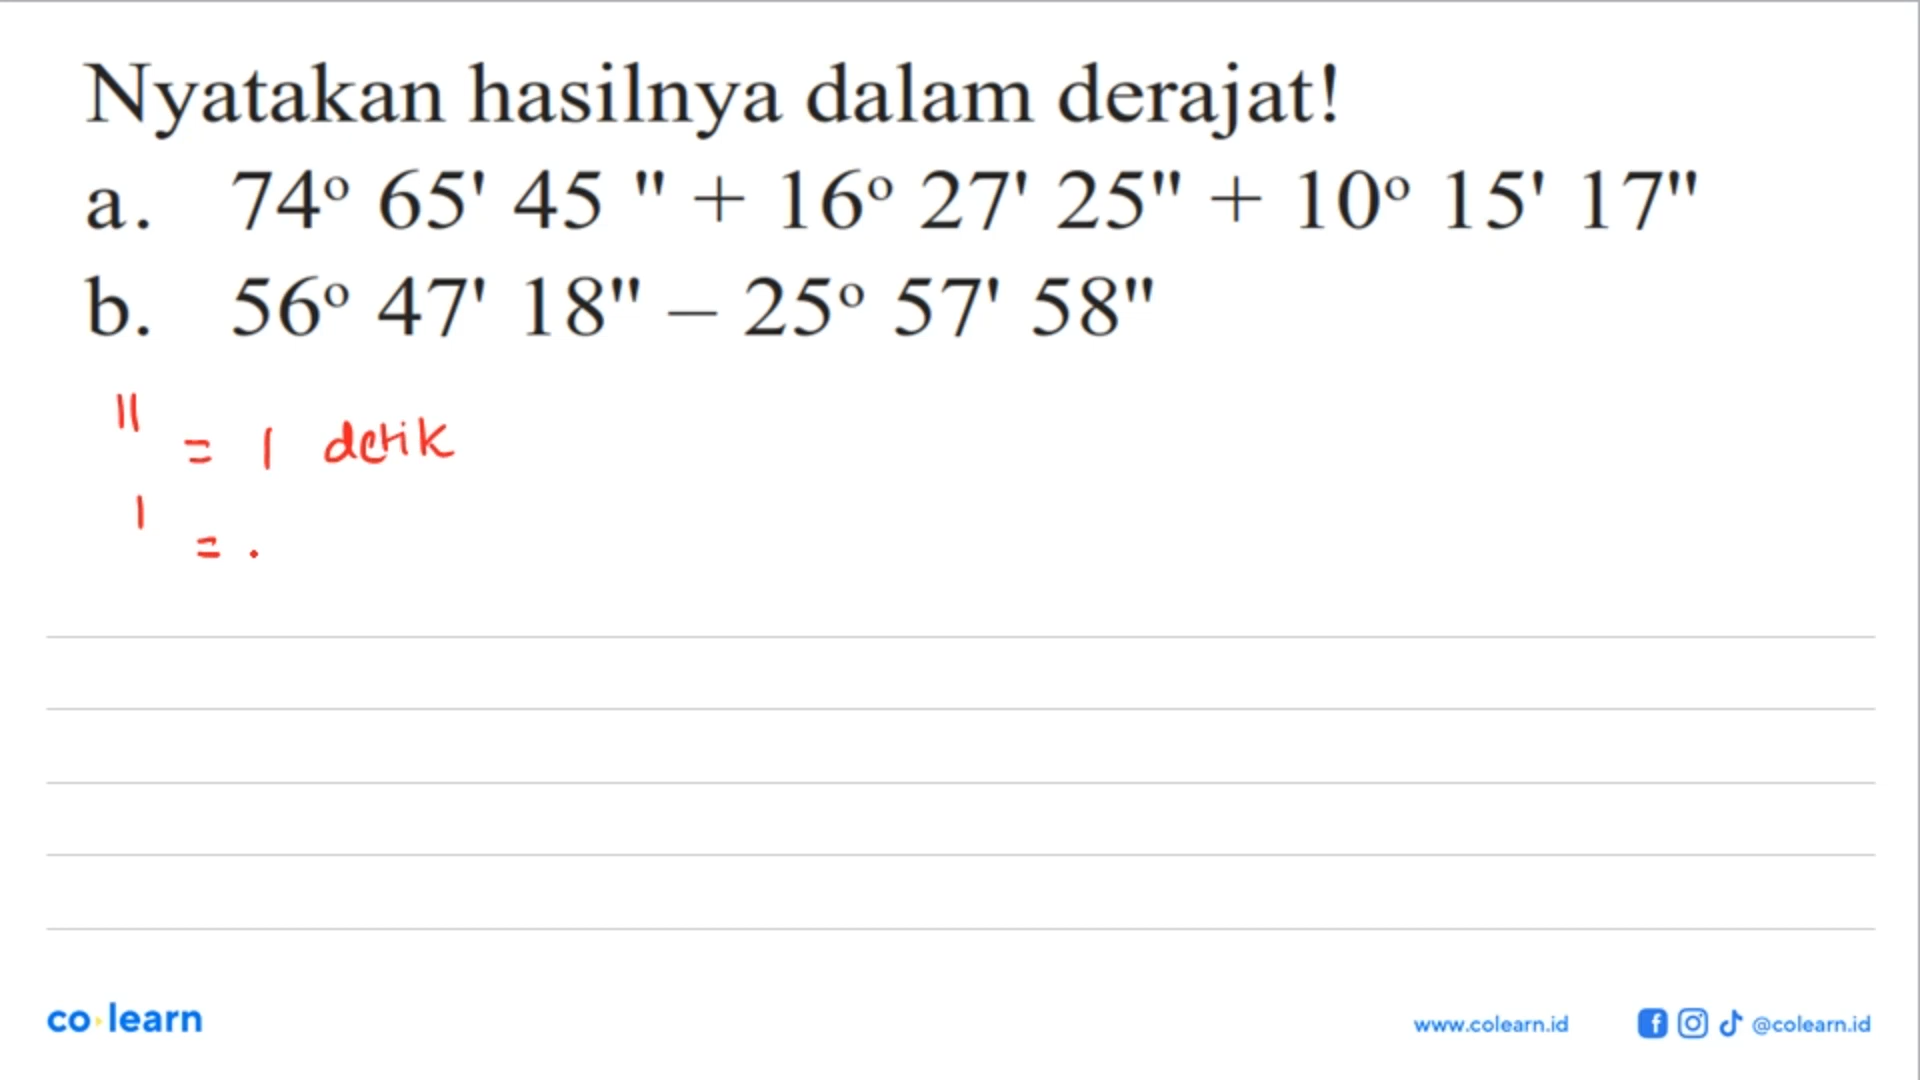 Nyatakan hasilnya dalam derajat!
a. 74° 65' 45 " + 16° 27' 25" + 10° 15' 17"
b. 56° 47' 18" – 25° 57' 58"
" = 1 detik
' = .
co learn
www.colearn.id @colearn.id